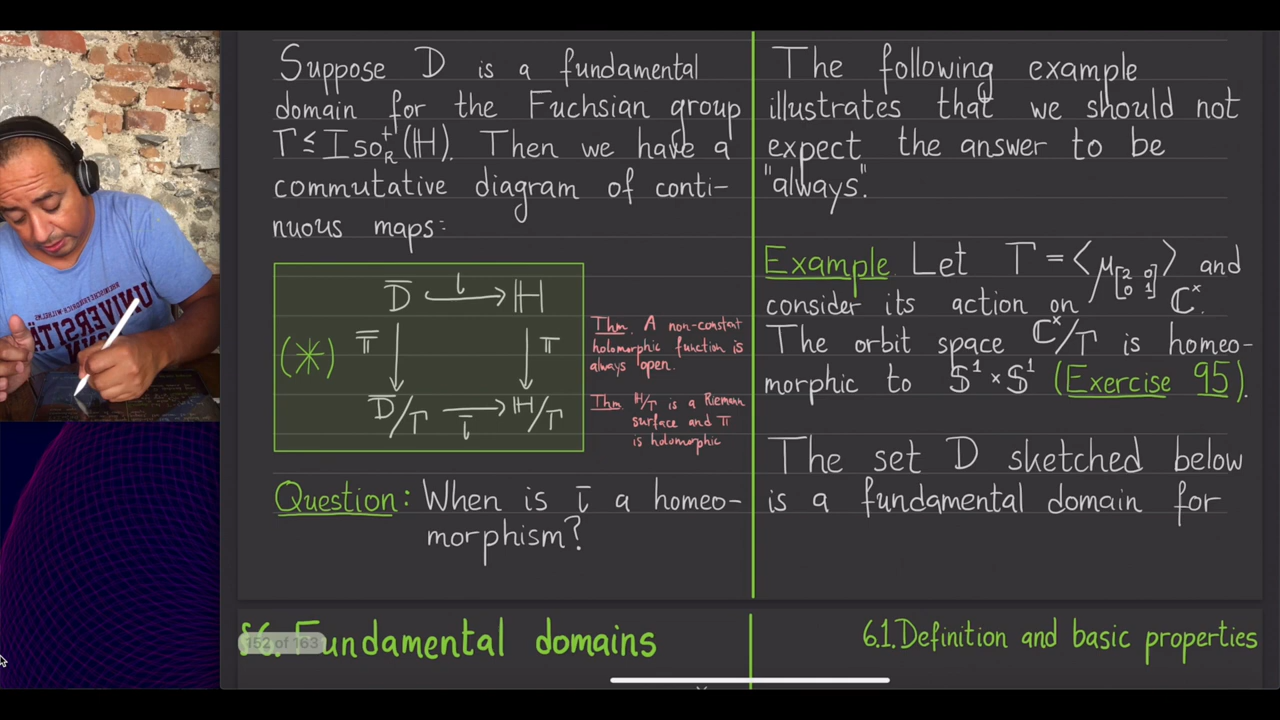 Suppose D is a fundamental
domain for the Fuchsian group
Γ ≤ Iso⁺_R(ℍ). Then we have a
commutative diagram of conti-
nuous maps:
D̅ ι ℍ
(*) π̅ π
D̅/Γ ι̅ ℍ/Γ
Thm. A non-constant
holomorphic function is
always open.
Thm. ℍ/Γ is a Riemann
surface and π
is holomorphic
Question: When is ι̅ a homeo-
morphism?
The following example
illustrates that we should not
expect the answer to be
"always".
Example. Let Γ = ⟨μ_[2 0; 0 1]⟩ and
consider its action on ℂ^×.
The orbit space ℂ^×/Γ is homeo-
morphic to 𝕊¹ × 𝕊¹ (Exercise 95).
The set D sketched below
is a fundamental domain for
152 of 163
Fundamental domains
6.1. Definition and basic properties